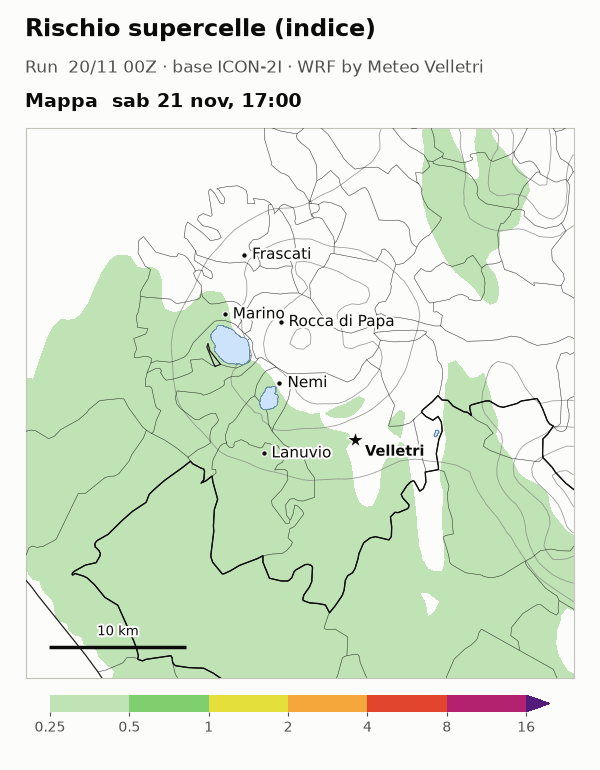 Rischio supercelle (indice)
Run 20/11 00Z · base ICON-2I · WRF by Meteo Velletri
Mappa sab 21 nov, 17:00
Frascati
Marino
Rocca di Papa
Nemi
Velletri
Lanuvio
10 km
0.25 0.5 1 2 4 8 16